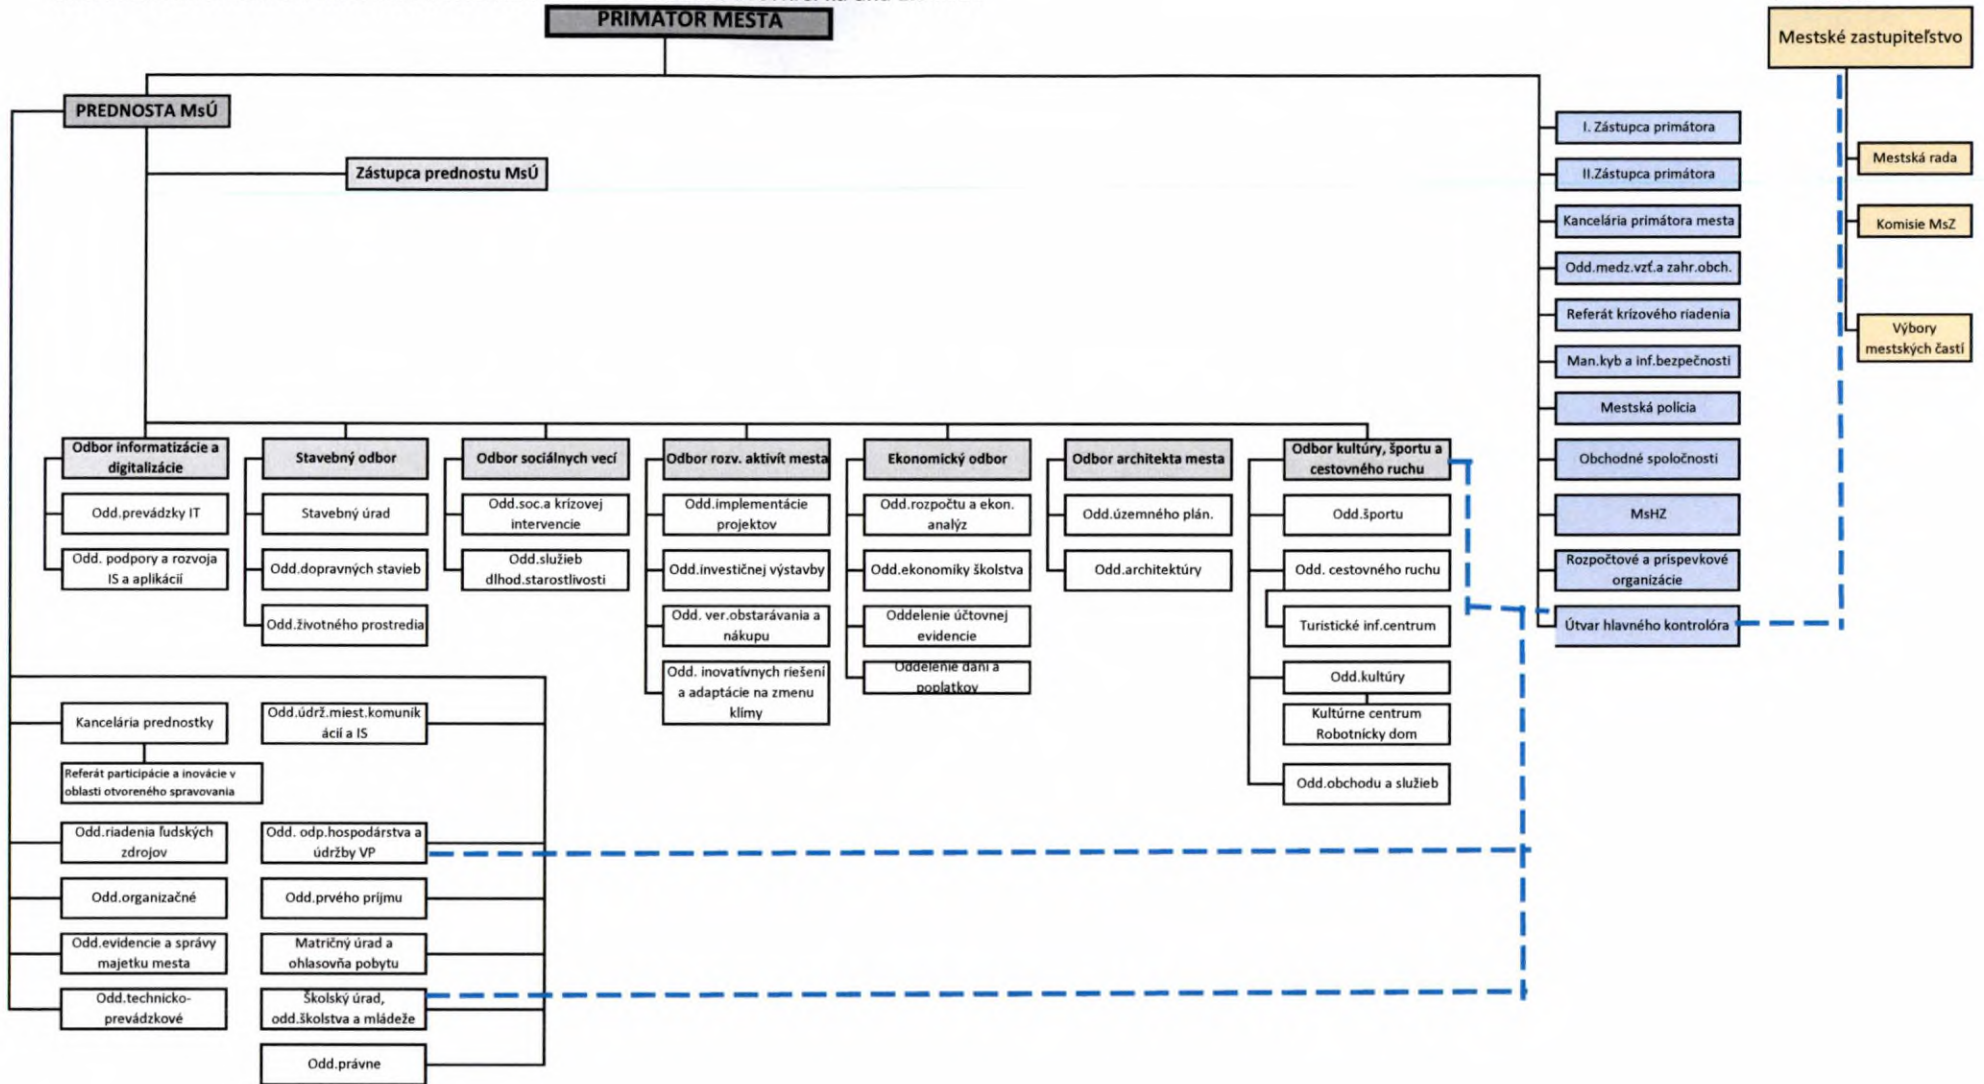 PRIMÁTOR MESTA
Mestské zastupiteľstvo
PREDNOSTA MsÚ
Zástupca prednostu MsÚ
I. Zástupca primátora
II.Zástupca primátora
Kancelária primátora mesta
Odd.medz.vzť.a zahr.obch.
Referát krízového riadenia
Man.kyb a inf.bezpečnosti
Mestská polícia
Obchodné spoločnosti
MsHZ
Rozpočtové a príspevkové
organizácie
Útvar hlavného kontrolóra
Mestská rada
Komisie MsZ
Výbory
mestských častí
Odbor informatizácie a
digitalizácie
Odd.prevádzky IT
Odd. podpory a rozvoja
IS a aplikácií
Stavebný odbor
Stavebný úrad
Odd.dopravných stavieb
Odd.životného prostredia
Odbor sociálnych vecí
Odd.soc.a krízovej
intervencie
Odd.služieb
dlhod.starostlivosti
Odbor rozv. aktivít mesta
Odd.implementácie
projektov
Odd.investičnej výstavby
Odd. ver.obstarávania a
nákupu
Odd. inovatívnych riešení
a adaptácie na zmenu
klímy
Ekonomický odbor
Odd.rozpočtu a ekon.
analýz
Odd.ekonomiky školstva
Oddelenie účtovnej
evidencie
Oddelenie daní a
poplatkov
Odbor architekta mesta
Odd.územného plán.
Odd.architektúry
Odbor kultúry, športu a
cestovného ruchu
Odd.športu
Odd. cestovného ruchu
Turistické inf.centrum
Odd.kultúry
Kultúrne centrum
Robotnícky dom
Odd.obchodu a služieb
Kancelária prednostky
Referát participácie a inovácie v
oblasti otvoreného spravovania
Odd.riadenia ľudských
zdrojov
Odd.organizačné
Odd.evidencie a správy
majetku mesta
Odd.technicko-
prevádzkové
Odd.údrž.miest.komunik
ácií a IS
Odd. odp.hospodárstva a
údržby VP
Odd.prvého príjmu
Matričný úrad a
ohlasovňa pobytu
Školský úrad,
odd.školstva a mládeže
Odd.právne